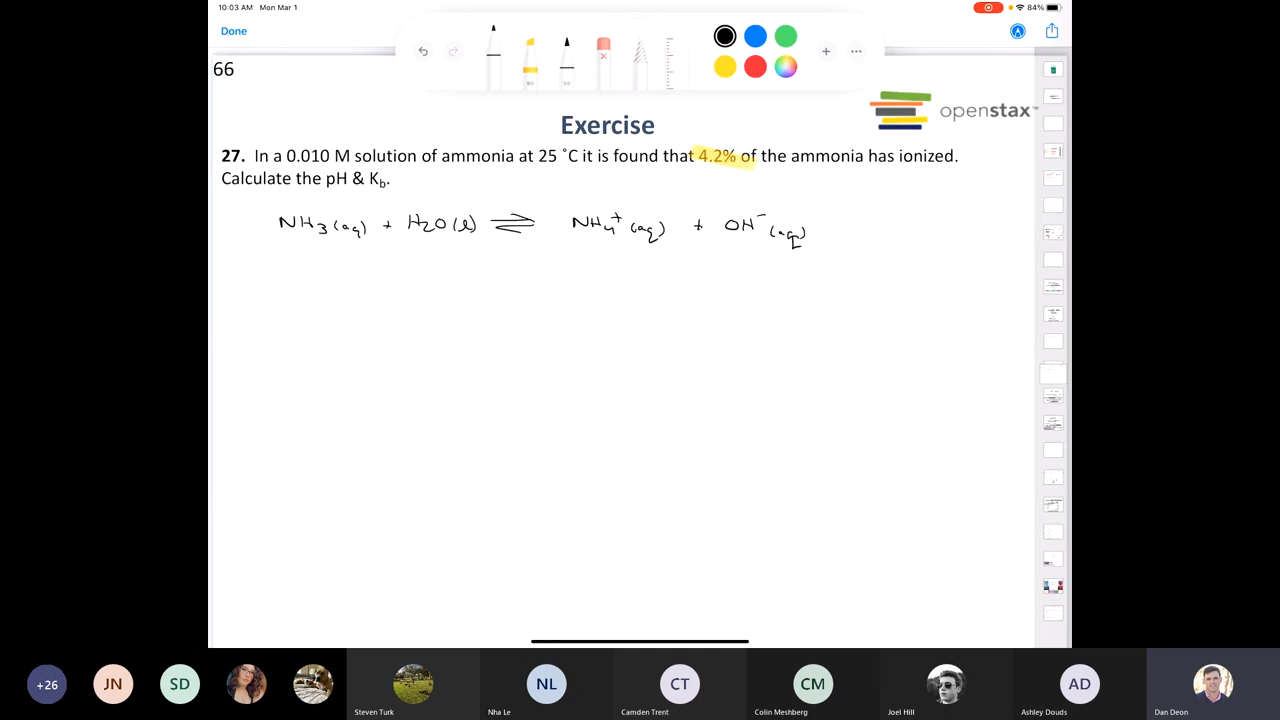 10:03 AM Mon Mar 1
84%
Done
66
openstax™
Exercise
27. In a 0.010 M solution of ammonia at 25 ˚C it is found that 4.2% of the ammonia has ionized.
Calculate the pH & Kb.
NH3(aq) + H2O(l) ⇌ NH4+(aq) + OH-(aq)
+26
JN
SD
NL
CT
CM
AD
Steven Turk
Nha Le
Camden Trent
Colin Meshberg
Joel Hill
Ashley Douds
Dan Deon